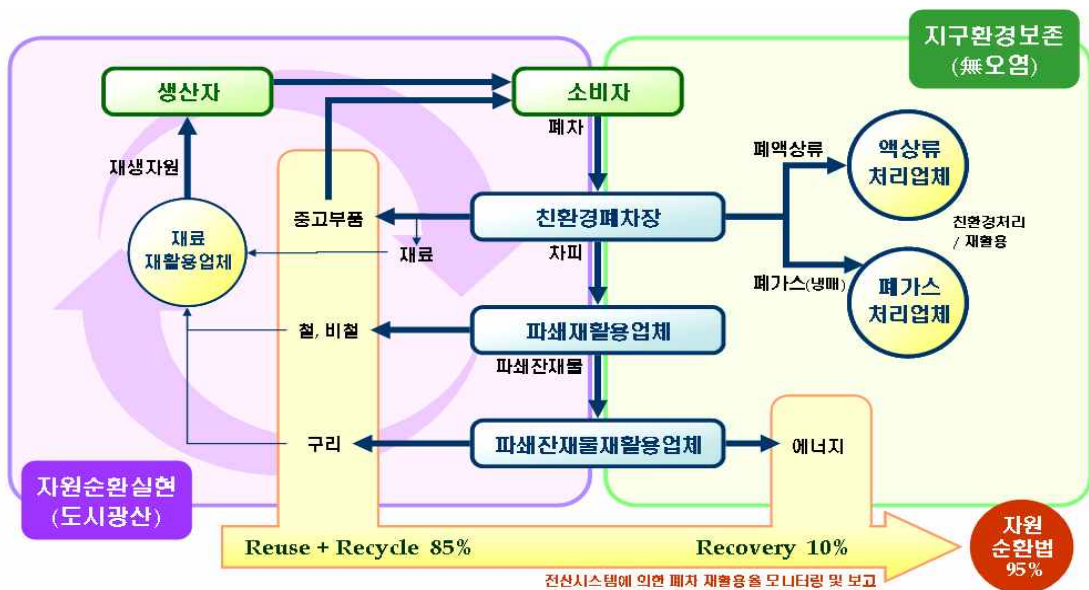 지구환경보존
(無오염)
생산자
소비자
폐차
재생자원
폐액상류
액상류
처리업체
중고부품
친환경폐차장
친환경처리
/ 재활용
재료
재활용업체
재료
차피
폐가스(냉매)
폐가스
처리업체
철, 비철
파쇄재활용업체
파쇄잔재물
구리
파쇄잔재물재활용업체
에너지
자원순환실현
(도시광산)
Reuse + Recycle 85%
Recovery 10%
자원
순환법
95%
전산시스템에 의한 폐차 재활용율 모니터링 및 보고